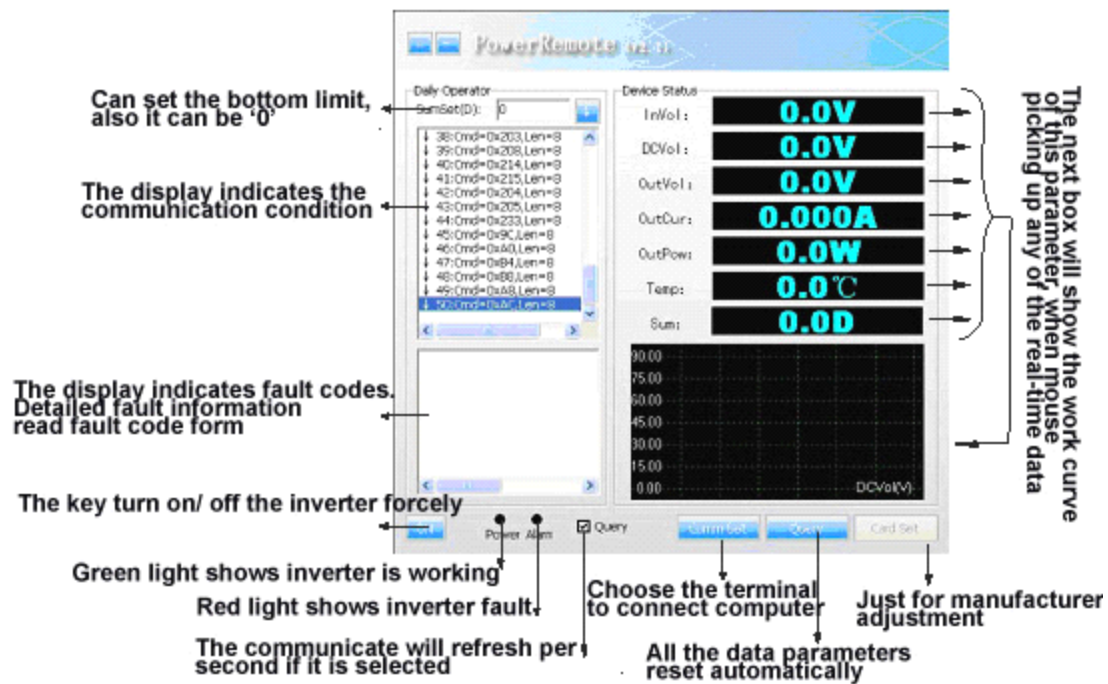 PowerRemote
Daily Operator
SumSet(D): 0
38:Cmd=0x203,Len=8
39:Cmd=0x208,Len=8
40:Cmd=0x214,Len=8
41:Cmd=0x215,Len=8
42:Cmd=0x204,Len=8
43:Cmd=0x205,Len=8
44:Cmd=0x233,Len=8
45:Cmd=0x9C,Len=8
46:Cmd=0xA0,Len=8
47:Cmd=0xB4,Len=8
48:Cmd=0xB8,Len=8
49:Cmd=0xA8,Len=8
50:Cmd=0xAC,Len=8
Device Status
InVol: 0.0V
DCVol: 0.0V
OutVol: 0.0V
OutCur: 0.000A
OutPow: 0.0W
Temp: 0.0℃
Sum: 0.0D
90.00
75.00
60.00
45.00
30.00
15.00
0.00
DCVol(V)
Power Alarm
Query
Comm Set
Query
Card Set
Can set the bottom limit,
also it can be ‘0’
The display indicates the
communication condition
The display indicates fault codes.
Detailed fault information
read fault code form
The key turn on/ off the inverter forcely
Green light shows inverter is working
Red light shows inverter fault
The communicate will refresh per
second if it is selected
Choose the terminal
to connect computer
All the data parameters
reset automatically
Just for manufacturer
adjustment
The next box will show the work curve
of this parameter, when mouse
picking up any of the real-time data